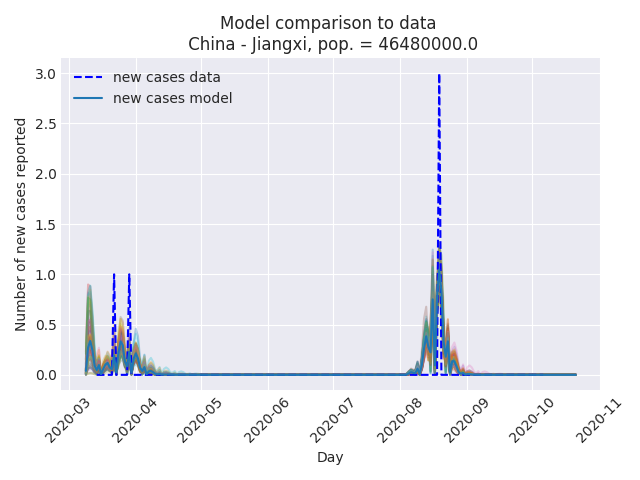 Model comparison to data
China - Jiangxi, pop. = 46480000.0
new cases data
new cases model
Number of new cases reported
3.0
2.5
2.0
1.5
1.0
0.5
0.0
2020-03
2020-04
2020-05
2020-06
2020-07
2020-08
2020-09
2020-10
2020-11
Day